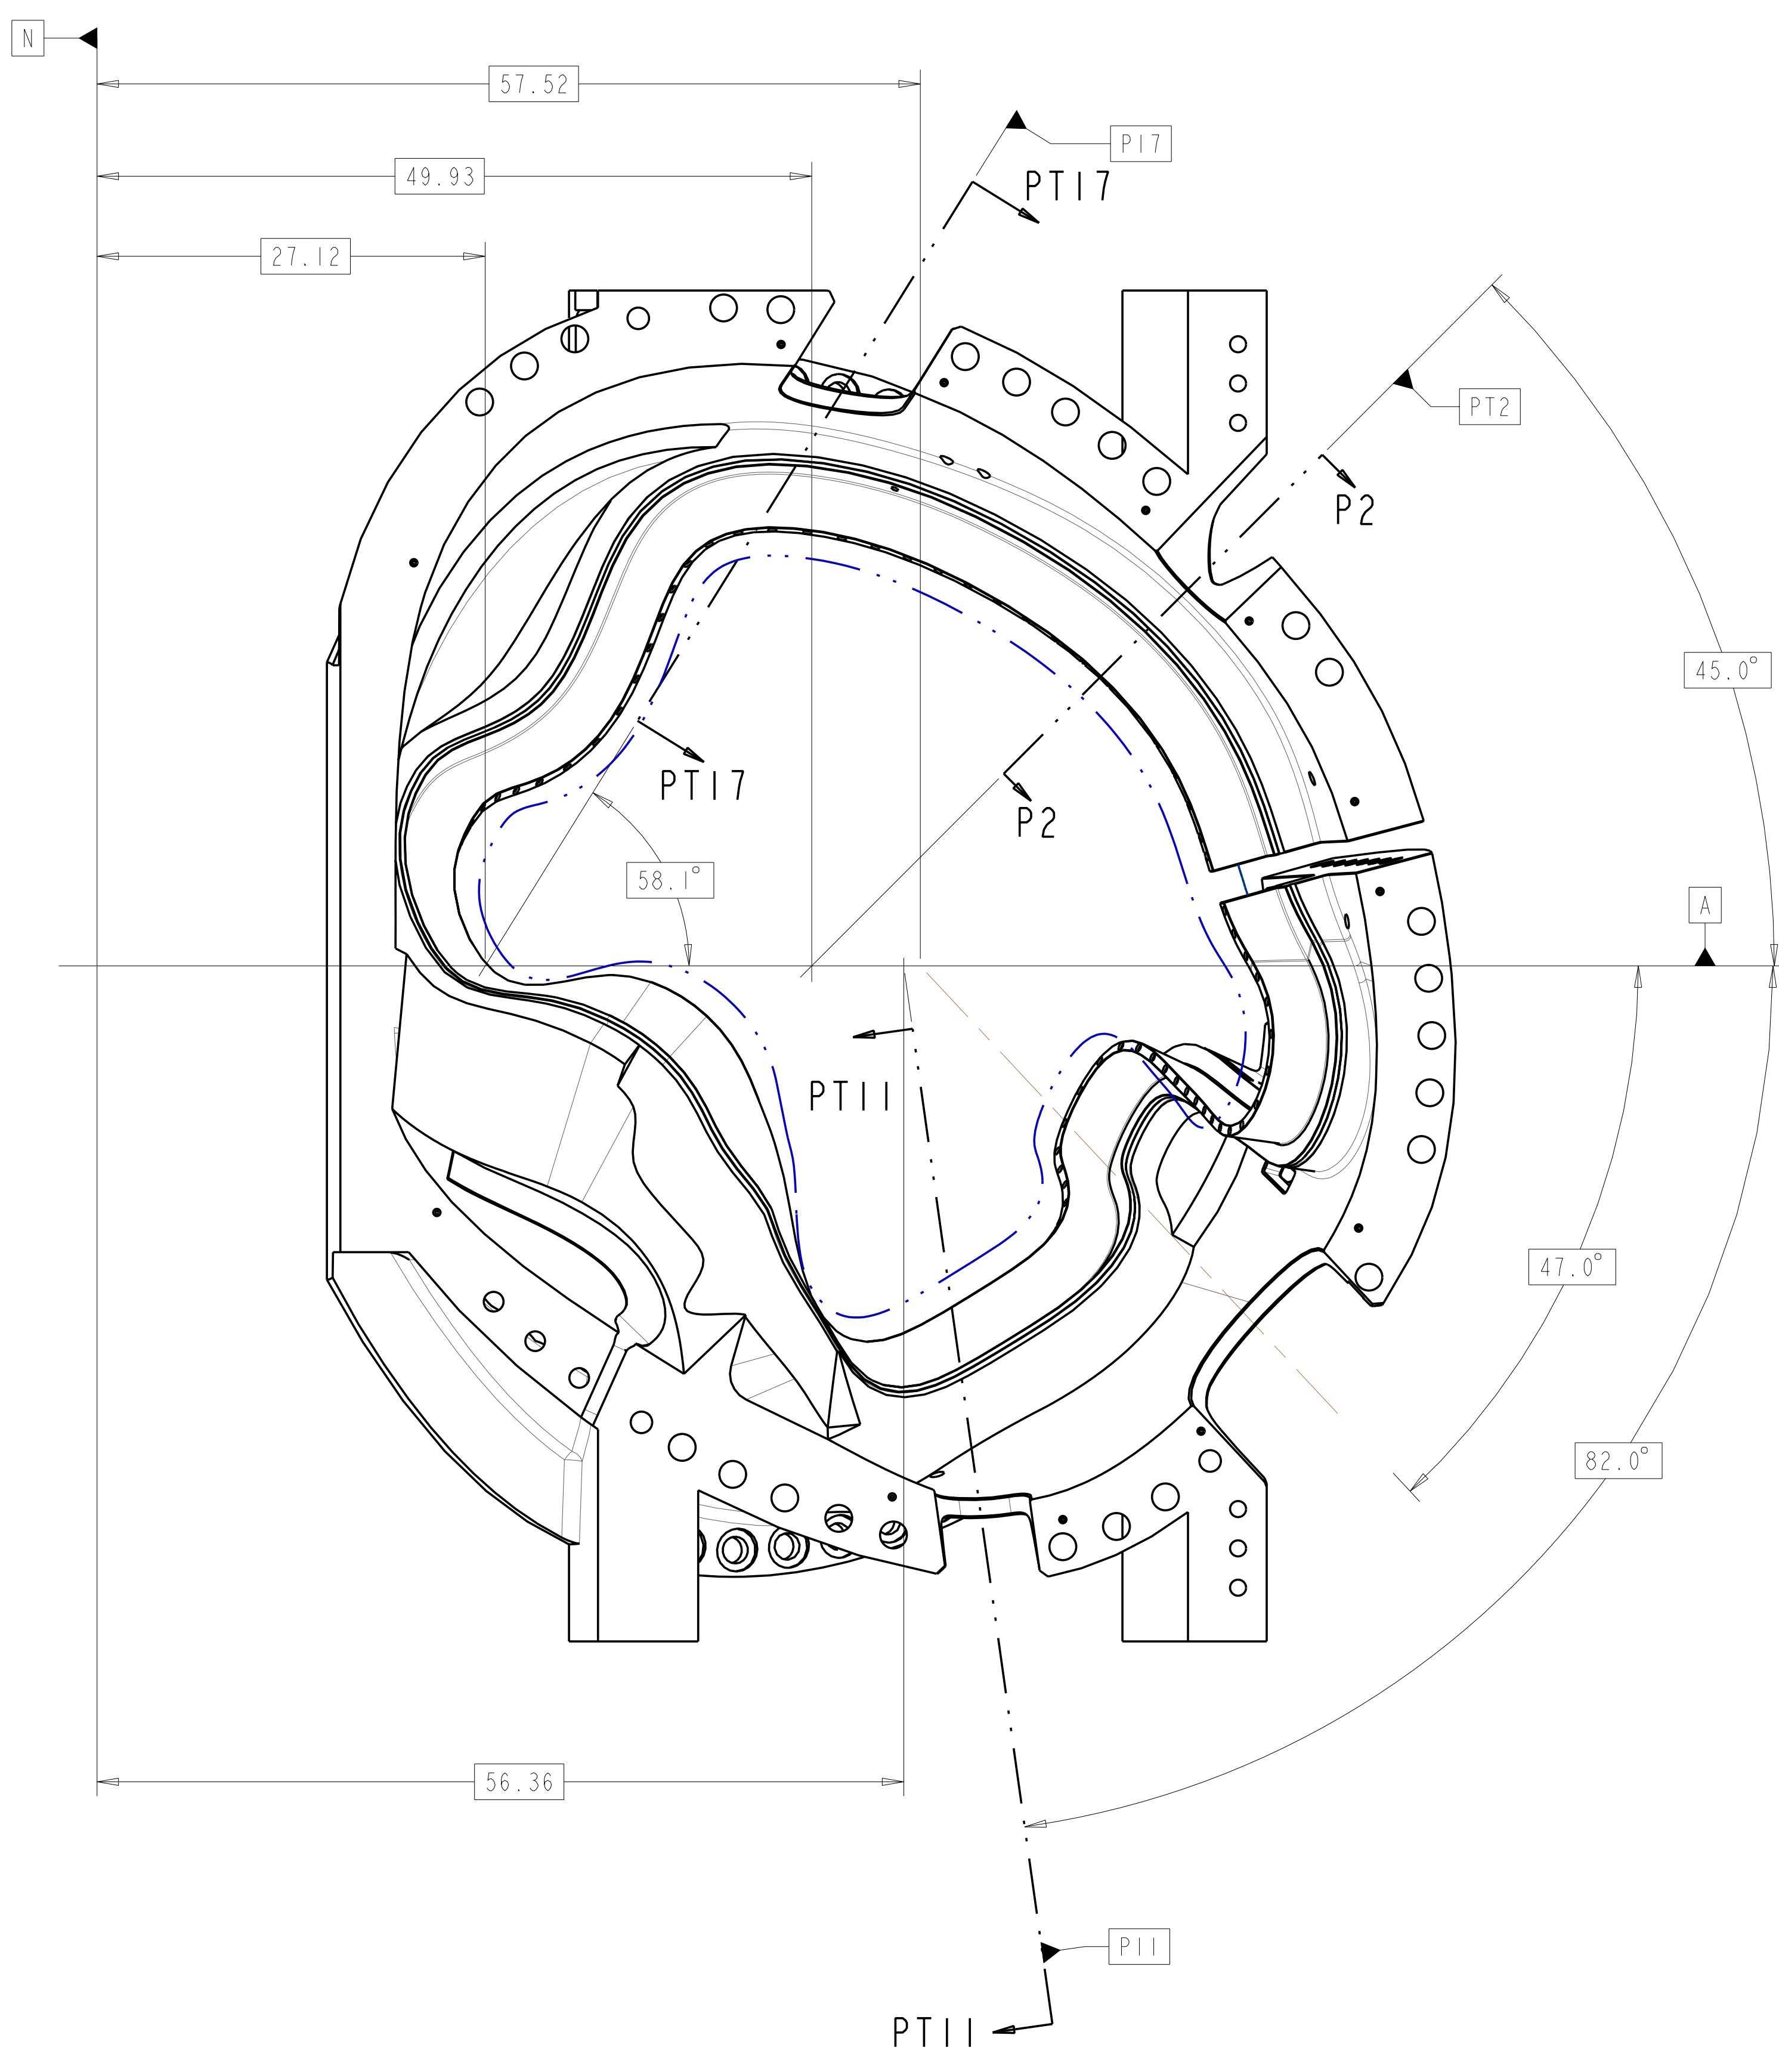 N
57.52
P17
49.93
PT17
27.12
PT2
P2
45.0°
PT17
P2
58.1°
A
PT11
47.0°
82.0°
56.36
P11
PT11